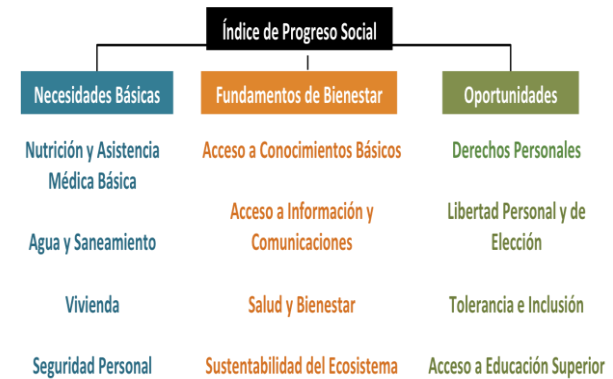 Índice de Progreso Social
Necesidades Básicas
Nutrición y Asistencia
Médica Básica
Agua y Saneamiento
Vivienda
Seguridad Personal
Fundamentos de Bienestar
Acceso a Conocimientos Básicos
Acceso a Información y
Comunicaciones
Salud y Bienestar
Sustentabilidad del Ecosistema
Oportunidades
Derechos Personales
Libertad Personal y de
Elección
Tolerancia e Inclusión
Acceso a Educación Superior